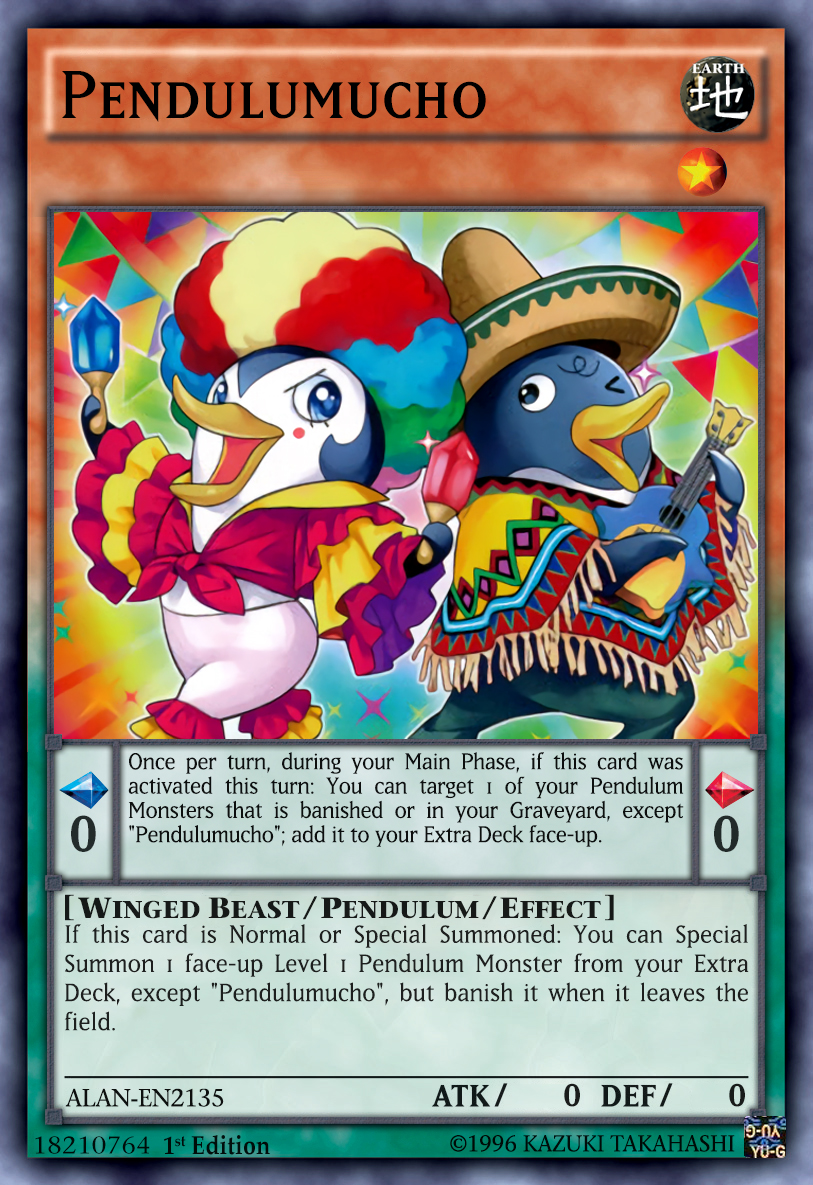 PENDULUMUCHO
EARTH
地
Once per turn, during your Main Phase, if this card was
activated this turn: You can target 1 of your Pendulum
Monsters that is banished or in your Graveyard, except
"Pendulumucho"; add it to your Extra Deck face-up.
0
0
[WINGED BEAST/PENDULUM/EFFECT]
If this card is Normal or Special Summoned: You can Special
Summon 1 face-up Level 1 Pendulum Monster from your Extra
Deck, except "Pendulumucho", but banish it when it leaves the
field.
ALAN-EN2135 ATK/ 0 DEF/ 0
18210764 1st Edition ©1996 KAZUKI TAKAHASHI
YU-G
YU-G